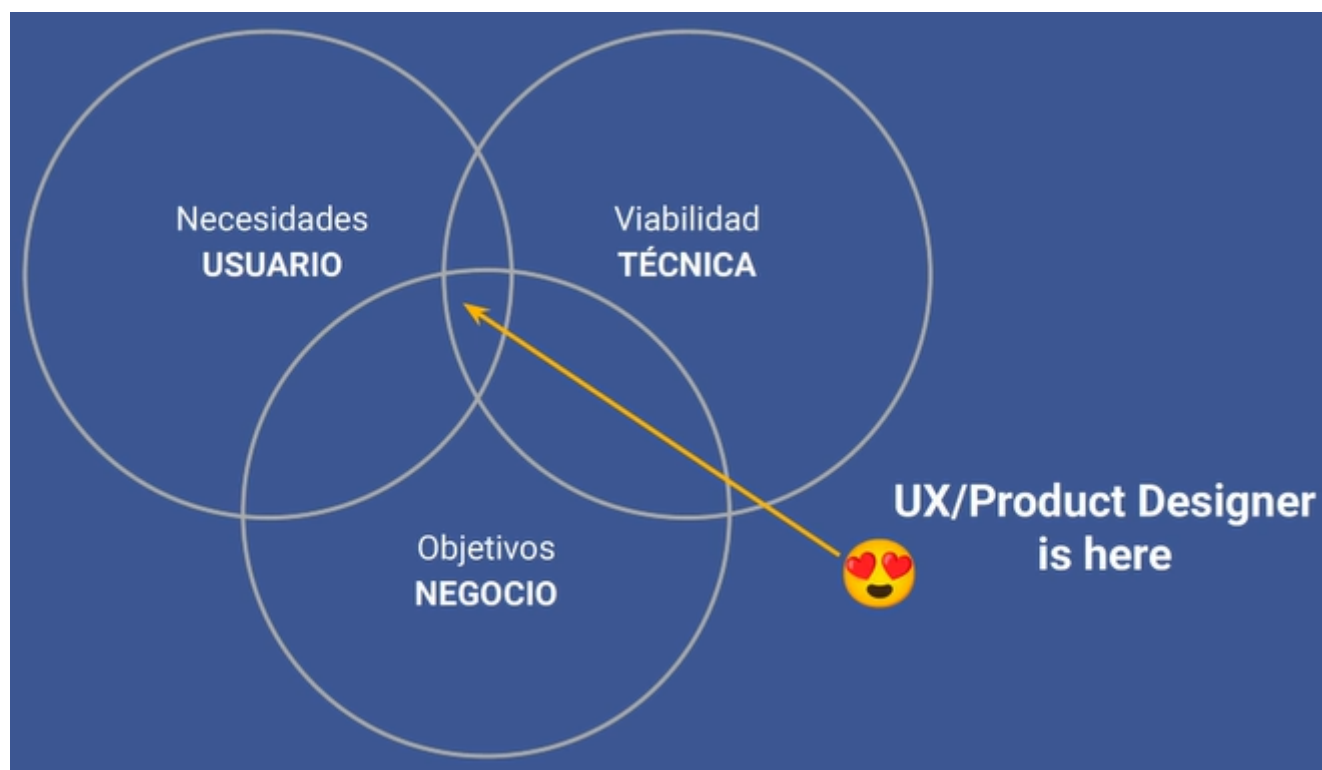 Necesidades
USUARIO
Viabilidad
TÉCNICA
Objetivos
NEGOCIO
UX/Product Designer
is here